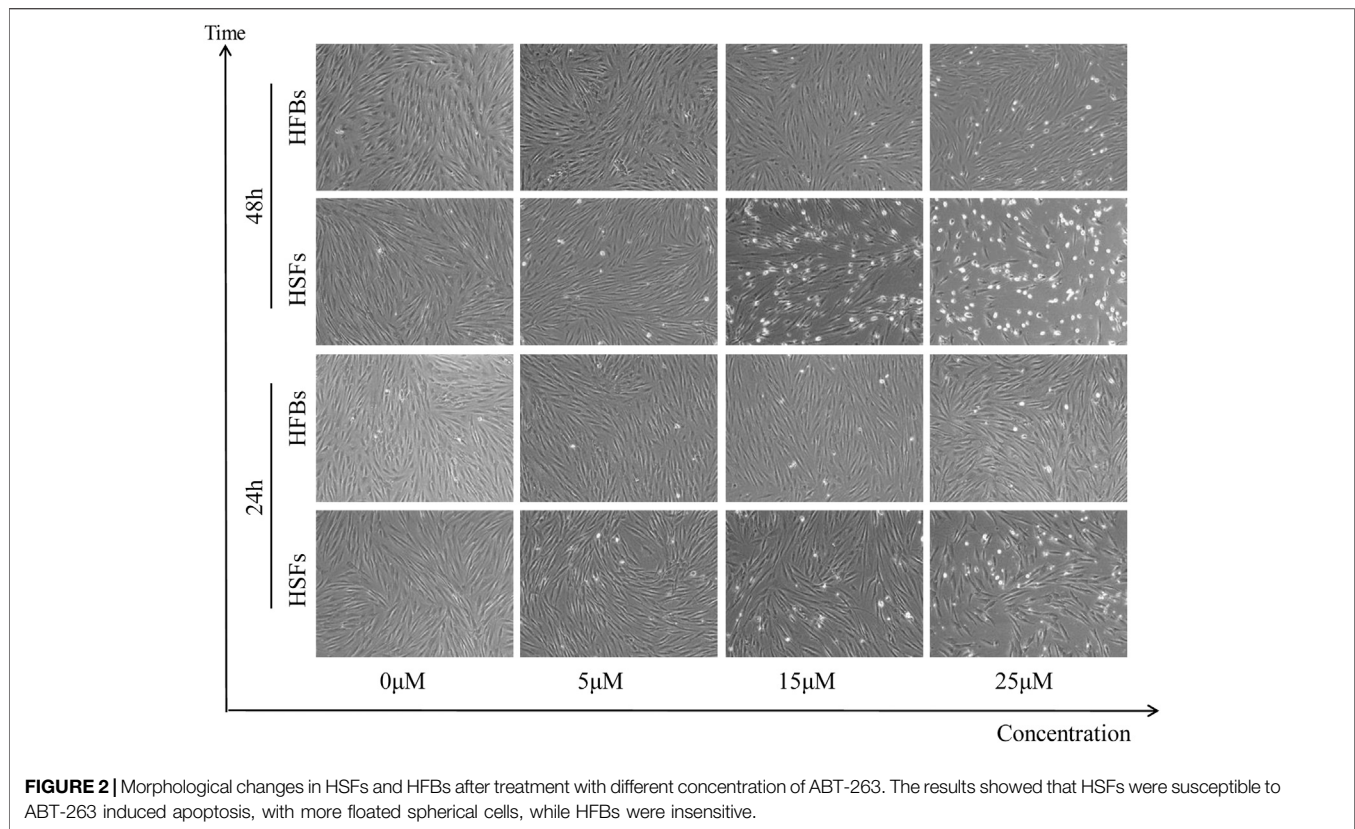 Time
HFBs
48h
HSFs
HFBs
24h
HSFs
0μM
5μM
15μM
25μM
Concentration
FIGURE 2 | Morphological changes in HSFs and HFBs after treatment with different concentration of ABT-263. The results showed that HSFs were susceptible to
ABT-263 induced apoptosis, with more floated spherical cells, while HFBs were insensitive.